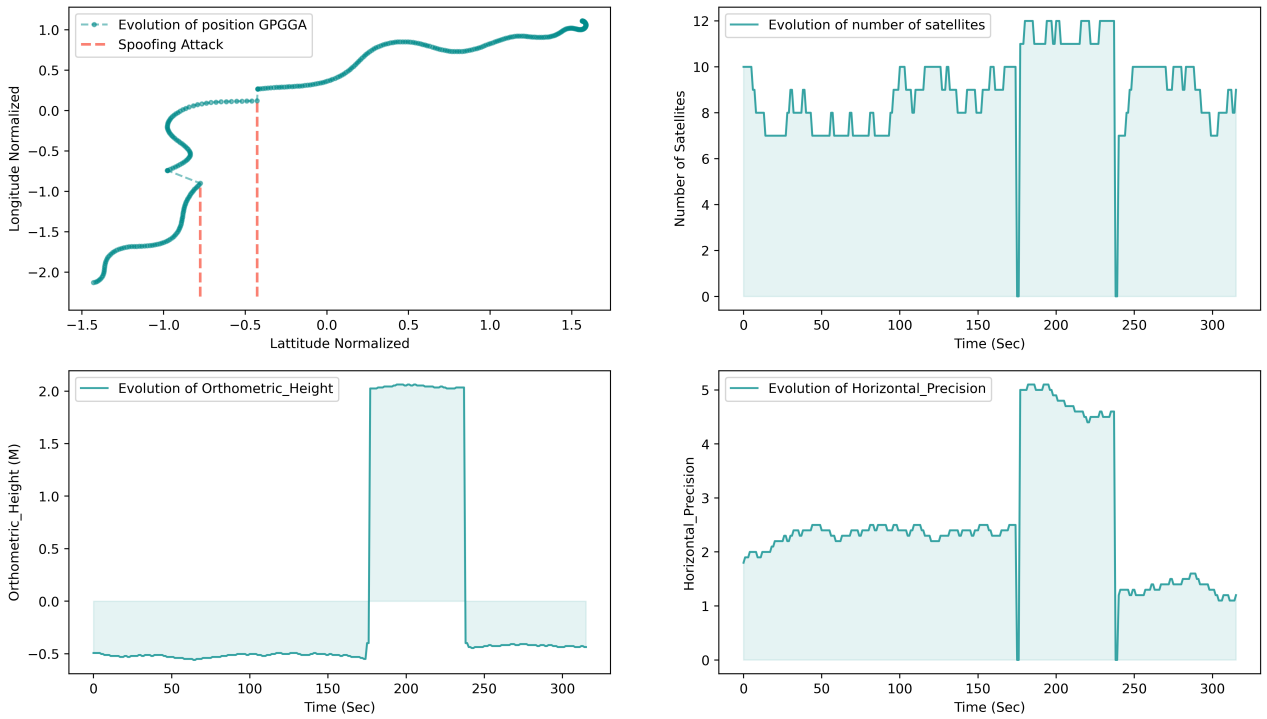 Evolution of position GPGGA
Spoofing Attack
1.0
0.5
0.0
−0.5
−1.0
−1.5
−2.0
Longitude Normalized
−1.5 −1.0 −0.5 0.0 0.5 1.0 1.5
Lattitude Normalized
Evolution of number of satellites
12
10
8
6
4
2
0
Number of Satellites
0 50 100 150 200 250 300
Time (Sec)
Evolution of Orthometric_Height
2.0
1.5
1.0
0.5
0.0
−0.5
Orthometric_Height (M)
0 50 100 150 200 250 300
Time (Sec)
Evolution of Horizontal_Precision
5
4
3
2
1
0
Horizontal_Precision
0 50 100 150 200 250 300
Time (Sec)